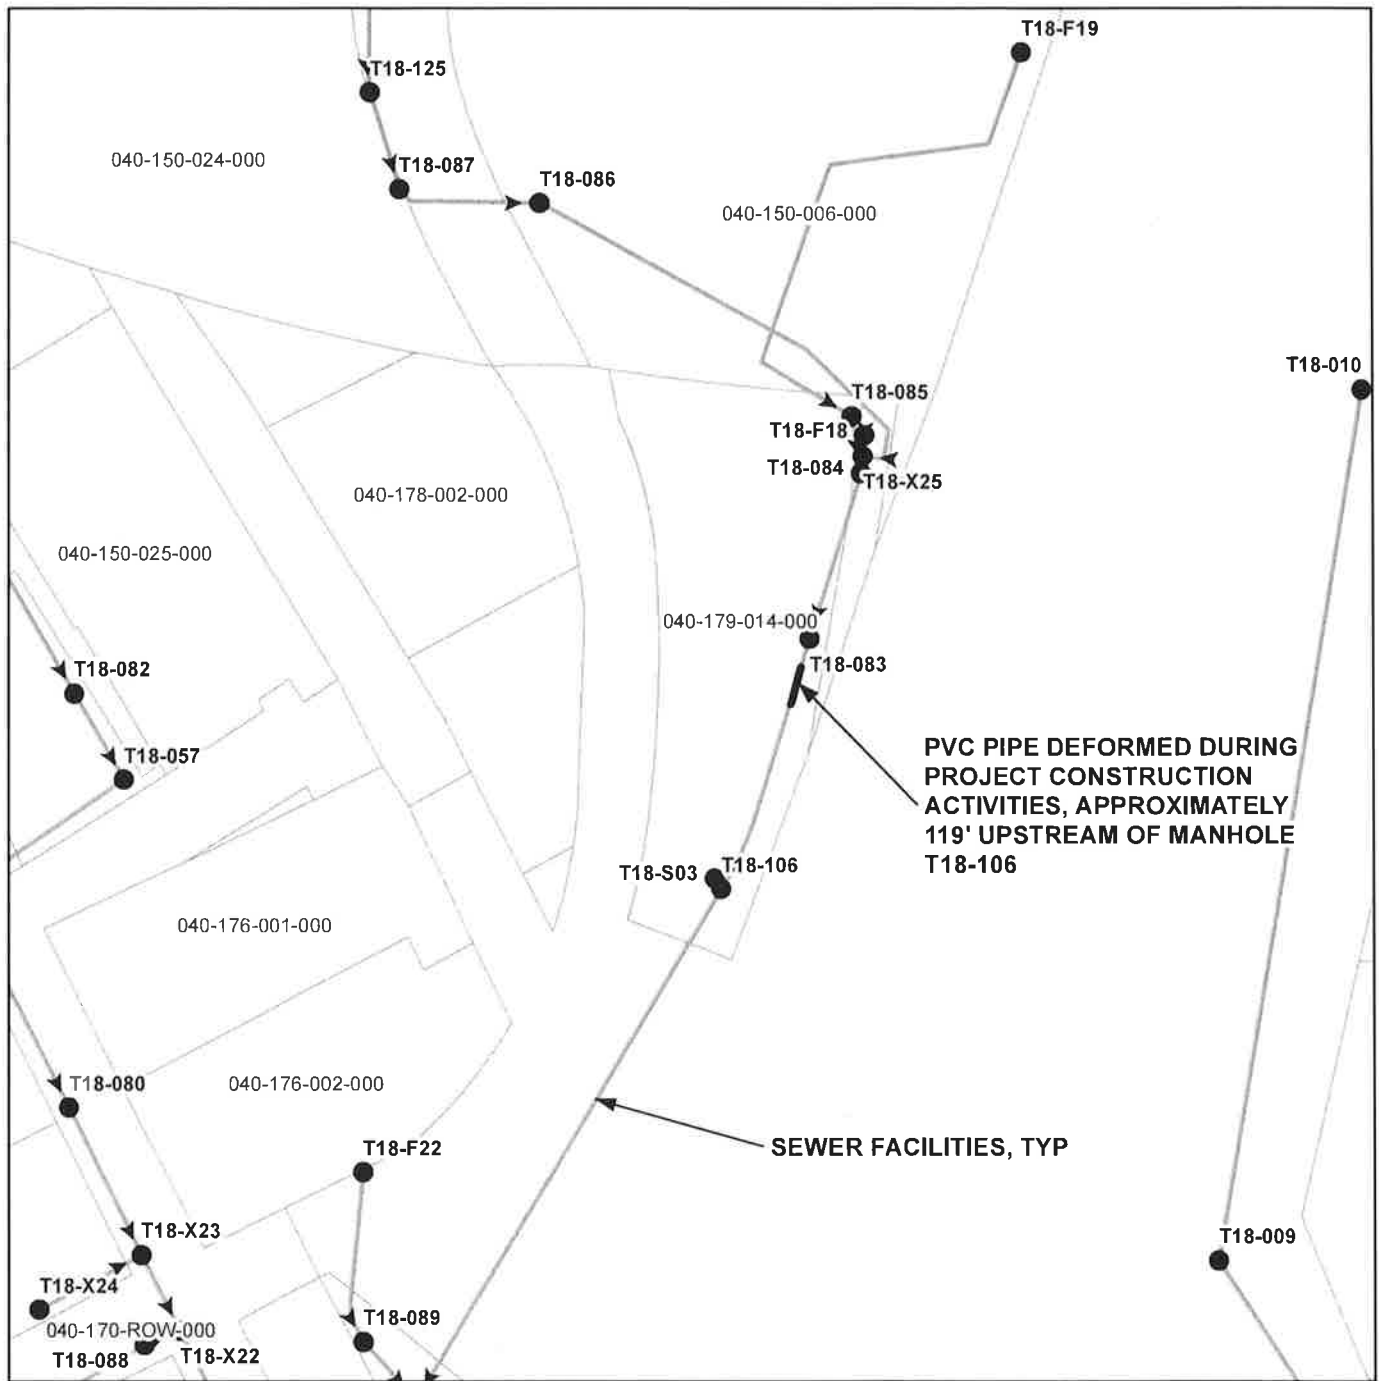 T18-F19
T18-125
040-150-024-000
T18-087
T18-086
040-150-006-000
T18-010
T18-085
T18-F18
T18-084
T18-X25
040-178-002-000
040-150-025-000
040-179-014-000
T18-083
T18-082
T18-057
PVC PIPE DEFORMED DURING
PROJECT CONSTRUCTION
ACTIVITIES, APPROXIMATELY
119' UPSTREAM OF MANHOLE
T18-106
T18-S03
T18-106
040-176-001-000
T18-080
040-176-002-000
T18-F22
SEWER FACILITIES, TYP
T18-X23
T18-009
T18-X24
T18-089
040-170-ROW-000
T18-088
T18-X22